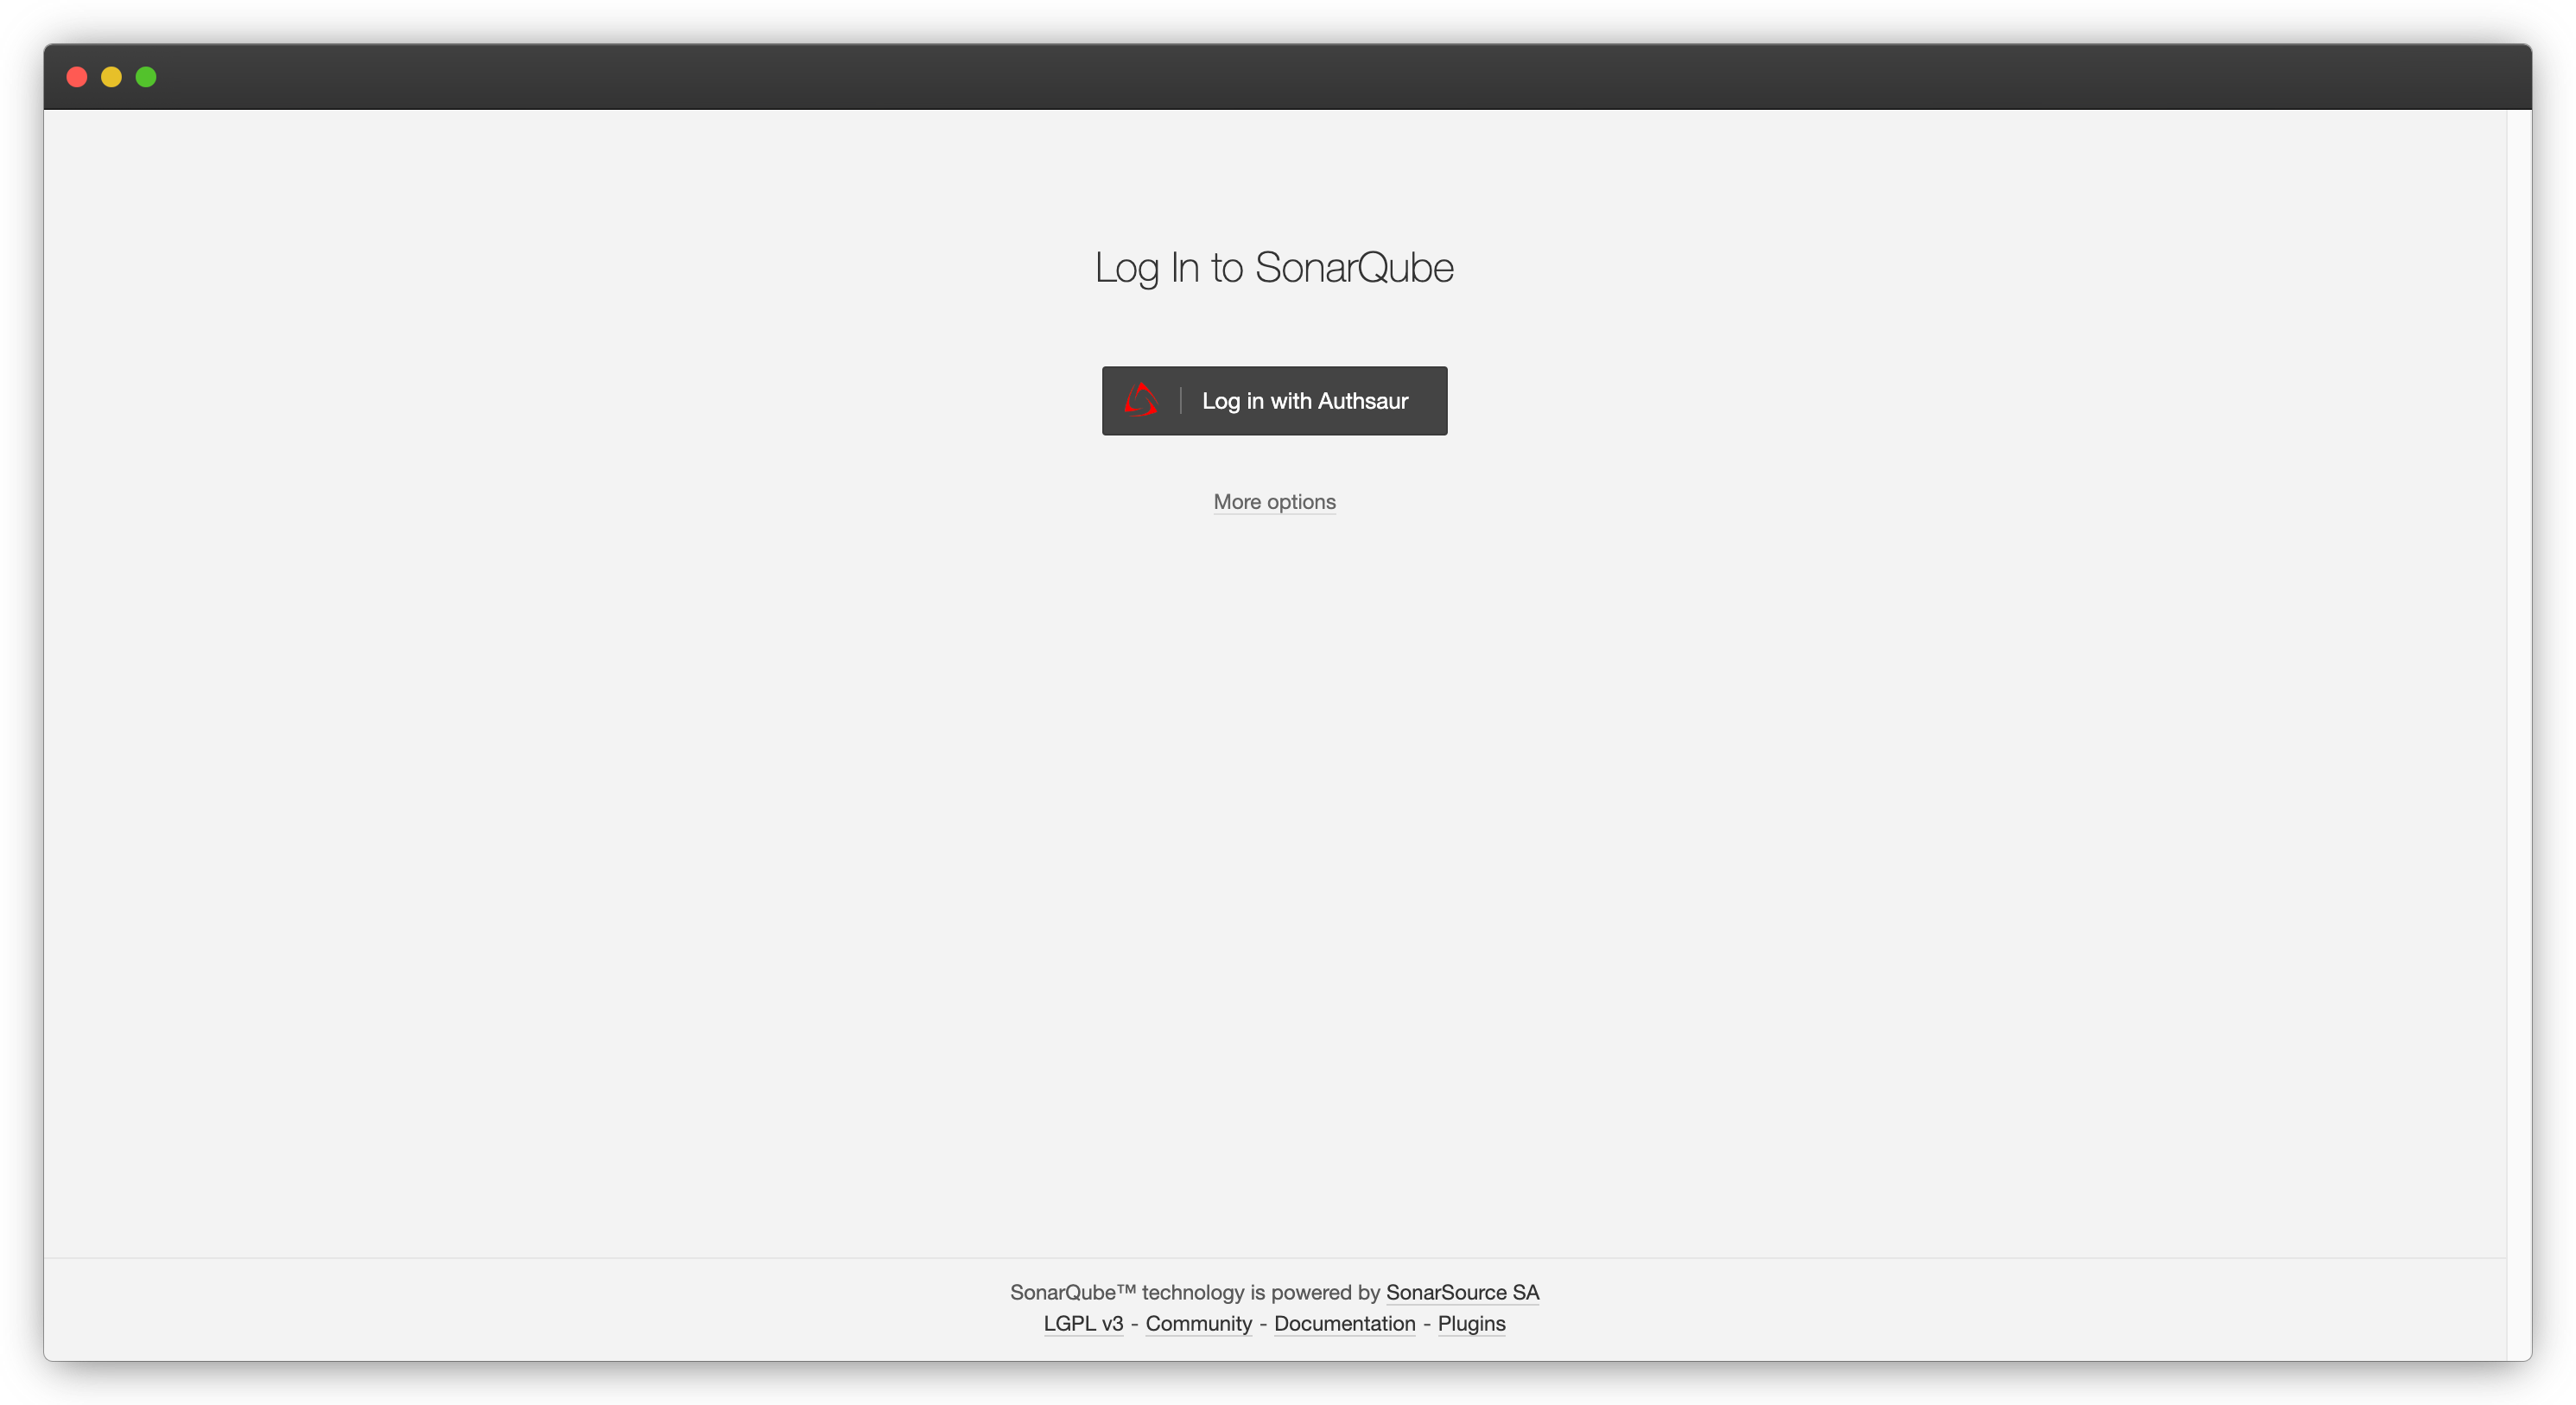 Log In to SonarQube
Log in with Authsaur
More options
SonarQube™ technology is powered by SonarSource SA
LGPL v3 - Community - Documentation - Plugins